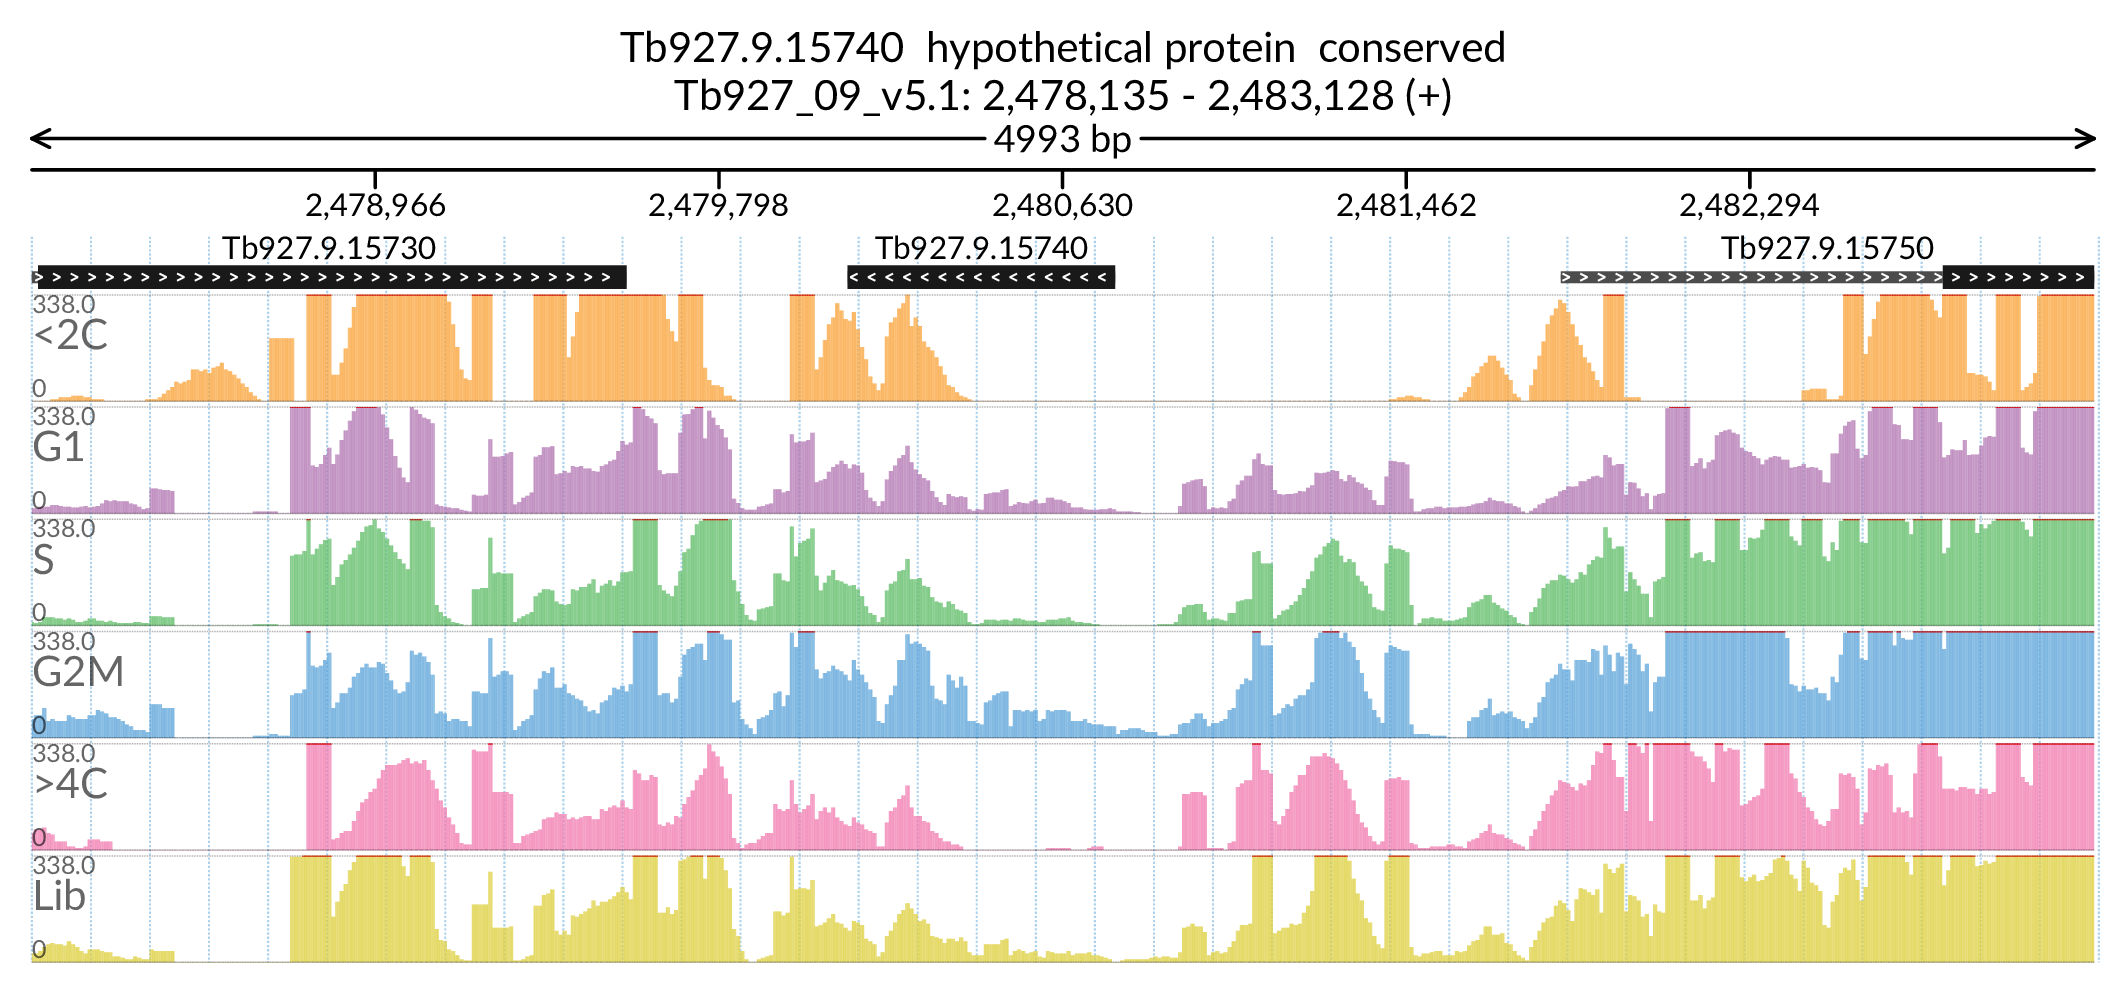 Tb927.9.15740  hypothetical protein  conserved
Tb927_09_v5.1: 2,478,135 - 2,483,128 (+)
4993 bp
2,478,966 2,479,798 2,480,630 2,481,462 2,482,294
Tb927.9.15730 Tb927.9.15740 Tb927.9.15750
338.0
<2C
0
338.0
G1
0
338.0
S
0
338.0
G2M
0
338.0
>4C
0
338.0
Lib
0